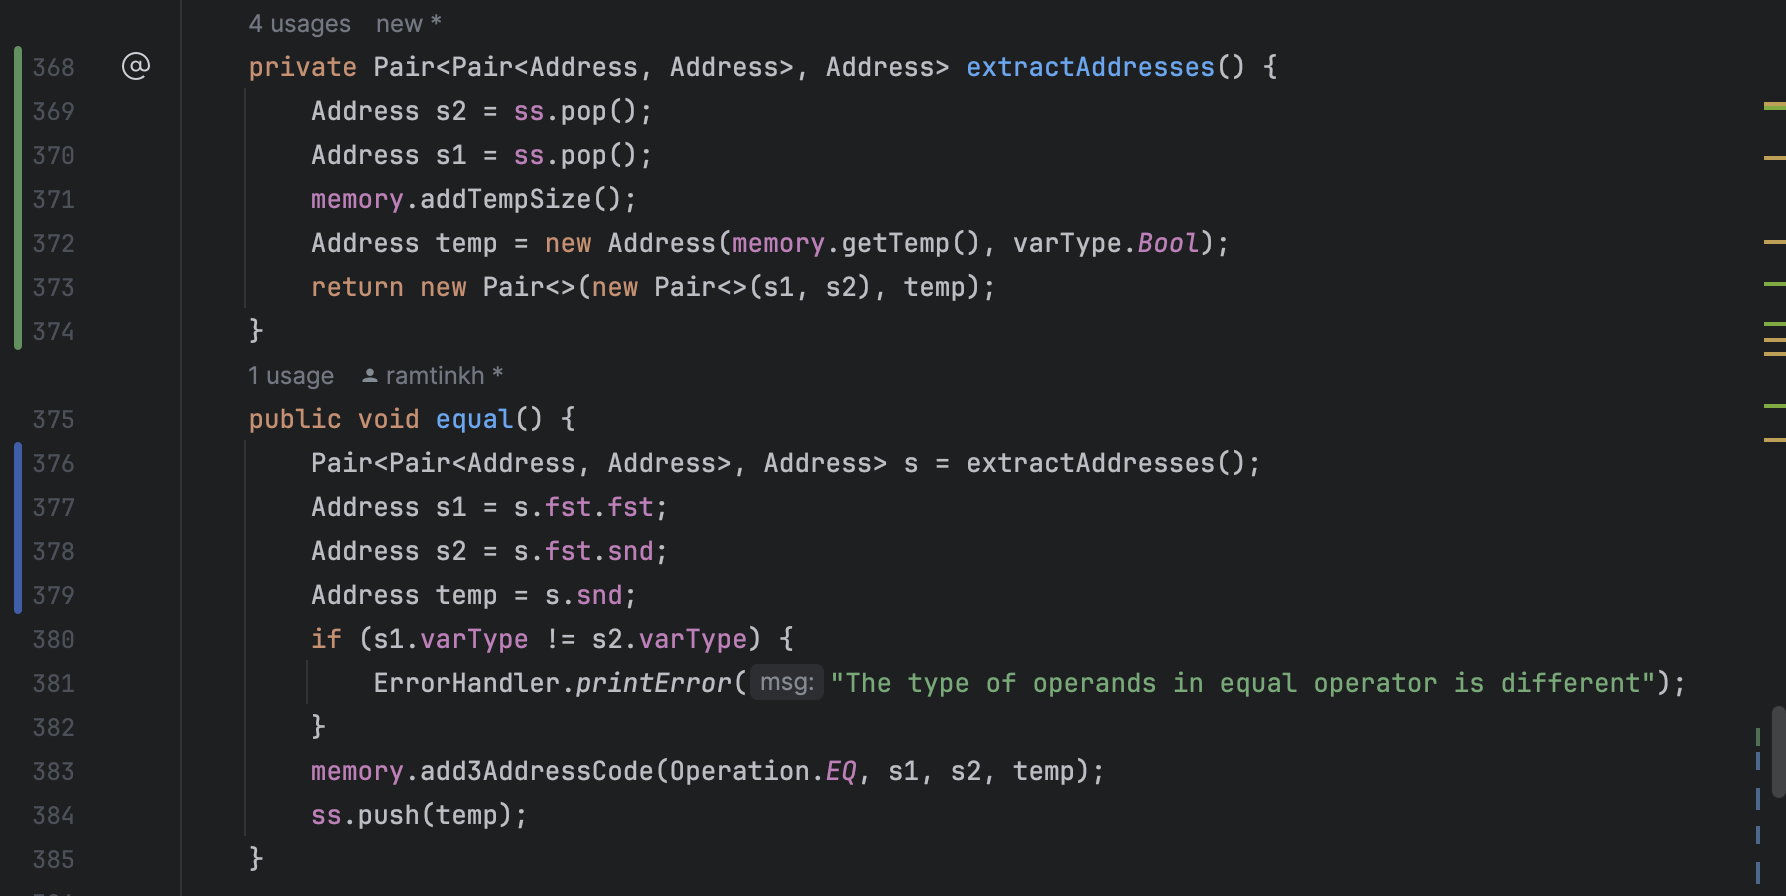 4 usages new *
368 @ private Pair<Pair<Address, Address>, Address> extractAddresses() {
369 Address s2 = ss.pop();
370 Address s1 = ss.pop();
371 memory.addTempSize();
372 Address temp = new Address(memory.getTemp(), varType.Bool);
373 return new Pair<>(new Pair<>(s1, s2), temp);
374 }
1 usage ramtinkh *
375 public void equal() {
376 Pair<Pair<Address, Address>, Address> s = extractAddresses();
377 Address s1 = s.fst.fst;
378 Address s2 = s.fst.snd;
379 Address temp = s.snd;
380 if (s1.varType != s2.varType) {
381 ErrorHandler.printError( msg: "The type of operands in equal operator is different");
382 }
383 memory.add3AddressCode(Operation.EQ, s1, s2, temp);
384 ss.push(temp);
385 }